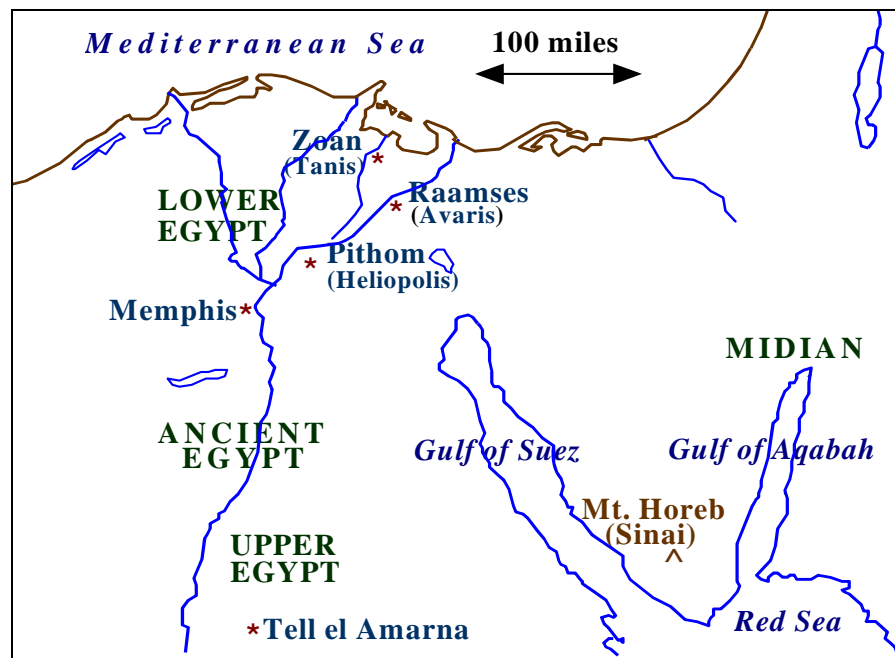 Mediterranean Sea
100 miles
Zoan
(Tanis)
LOWER
EGYPT
Raamses
(Avaris)
Pithom
(Heliopolis)
Memphis
MIDIAN
ANCIENT
EGYPT
Gulf of Suez
Gulf of Aqabah
Mt. Horeb
(Sinai)
UPPER
EGYPT
Red Sea
Tell el Amarna